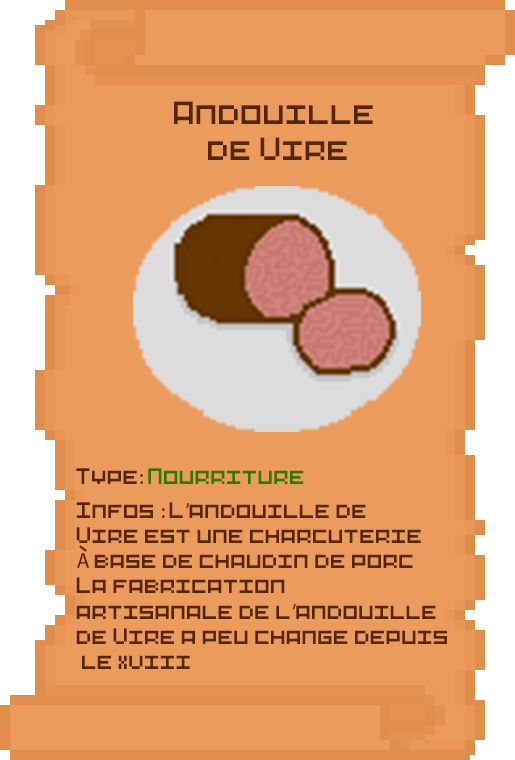 Andouille
de Vire
Type: Nourriture
Infos : L'andouille de
Vire est une charcuterie
à base de chaudin de porc
La fabrication
artisanale de l'andouille
de Vire a peu change depuis
le XVIII